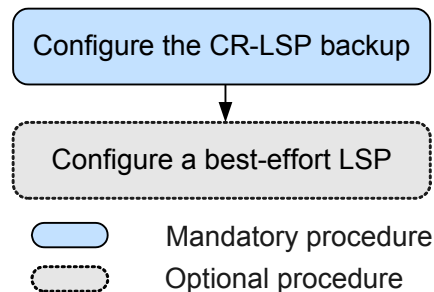 Configure the CR-LSP backup
Configure a best-effort LSP
Mandatory procedure
Optional procedure